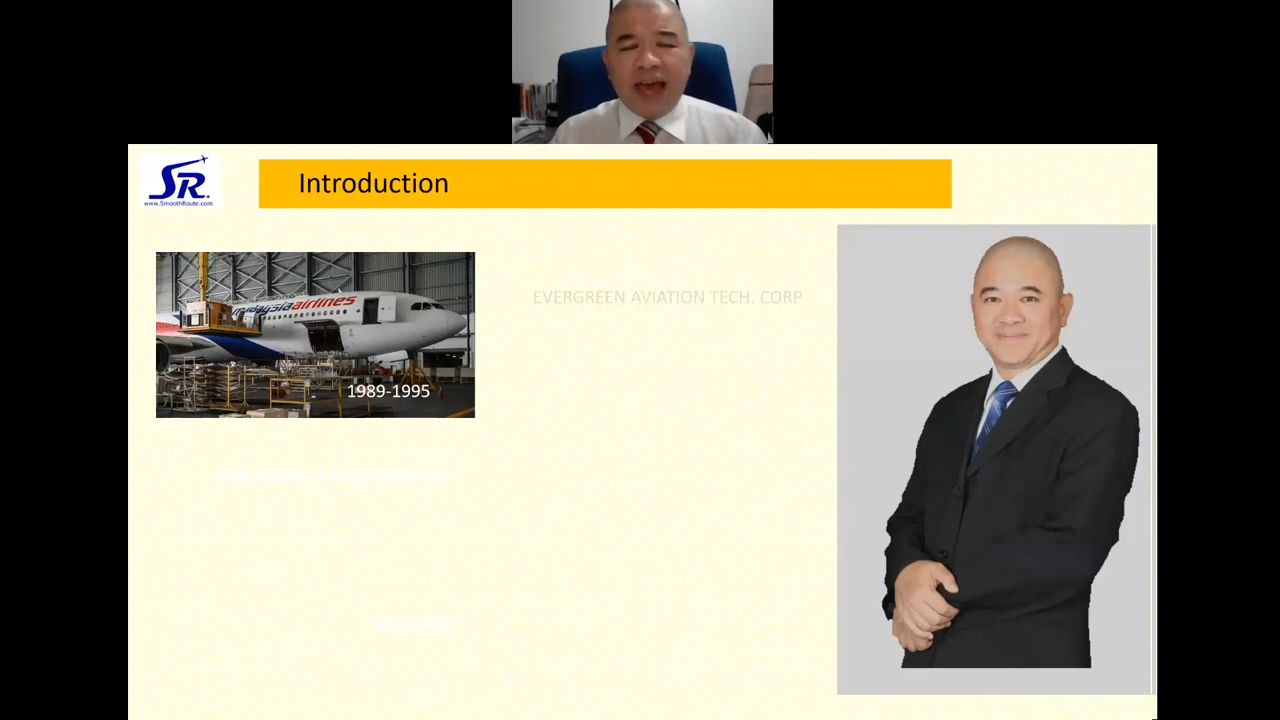 SR.
www.SmoothRoute.com
Introduction
malaysia airlines
1989-1995
EVERGREEN AVIATION TECH. CORP